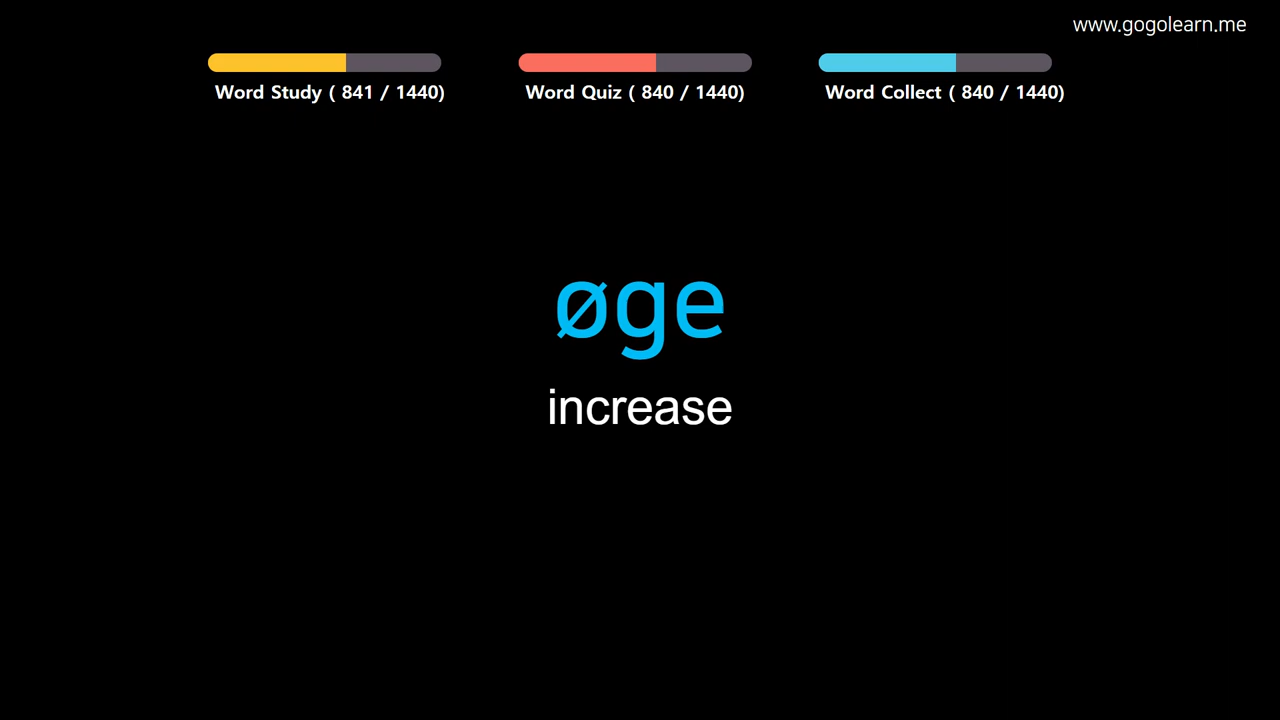 www.gogolearn.me
Word Study ( 841 / 1440)
Word Quiz ( 840 / 1440)
Word Collect ( 840 / 1440)
øge
increase